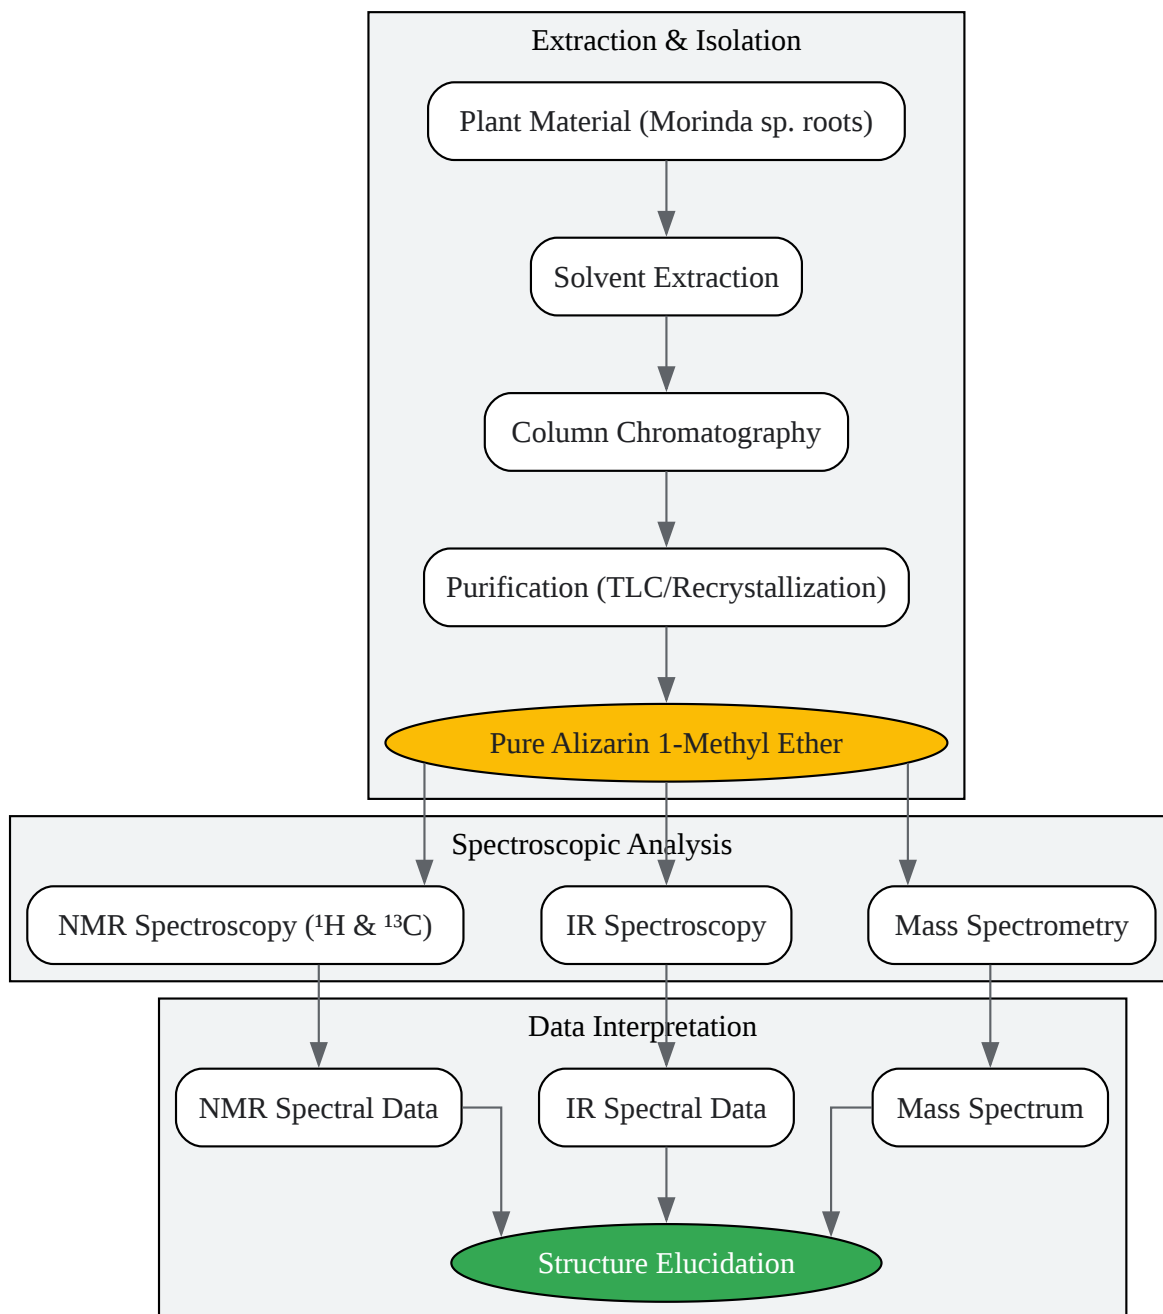 Extraction & Isolation
Plant Material (Morinda sp. roots)
Solvent Extraction
Column Chromatography
Purification (TLC/Recrystallization)
Pure Alizarin 1-Methyl Ether
Spectroscopic Analysis
NMR Spectroscopy (¹H & ¹³C)
IR Spectroscopy
Mass Spectrometry
Data Interpretation
NMR Spectral Data
IR Spectral Data
Mass Spectrum
Structure Elucidation